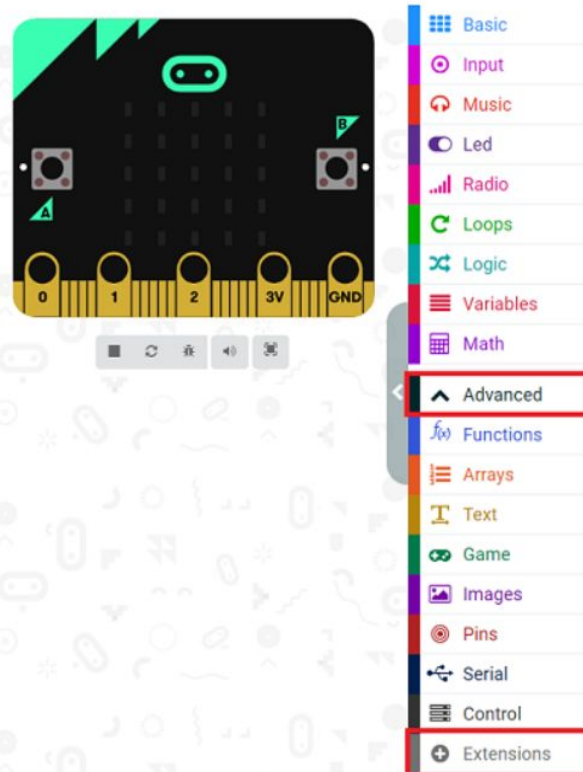 B
A
0 1 2 3V GND
Basic
Input
Music
Led
Radio
Loops
Logic
Variables
Math
Advanced
f(x) Functions
Arrays
Text
Game
Images
Pins
Serial
Control
Extensions